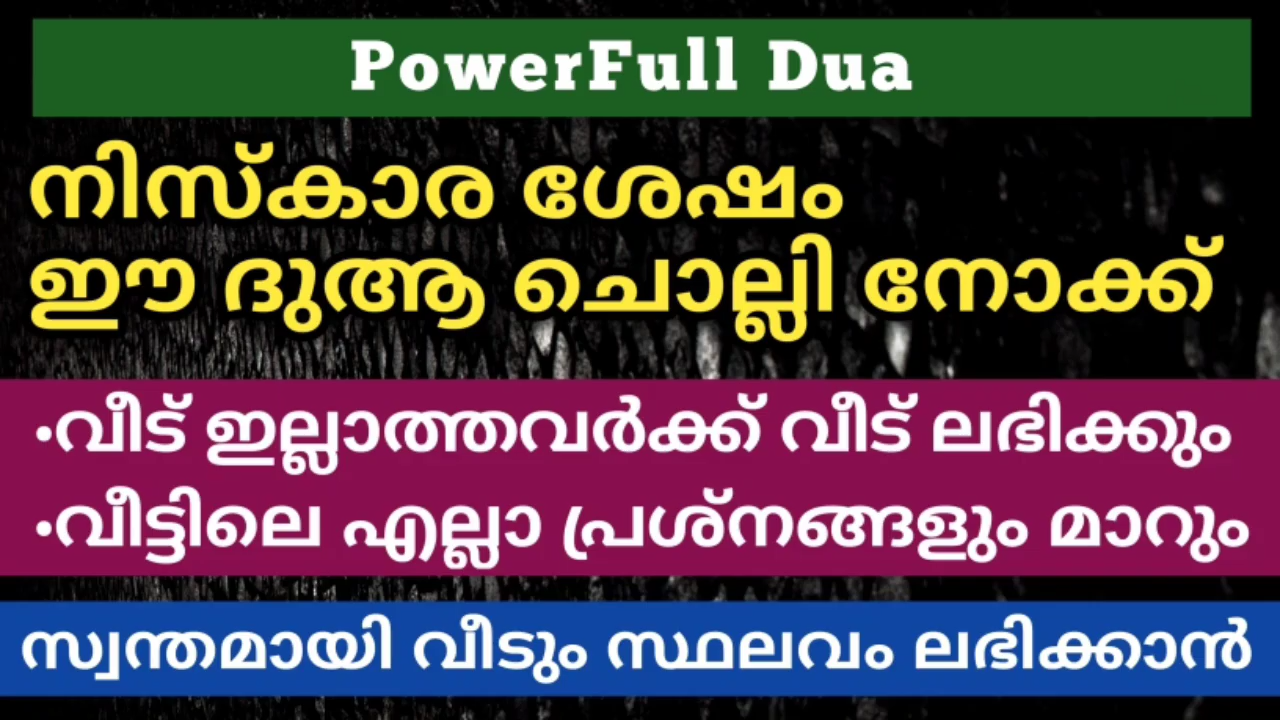 PowerFull Dua
നിസ്കാര ശേഷം
ഈ ദുആ ചൊല്ലി നോക്ക്
•വീട് ഇല്ലാത്തവർക്ക് വീട് ലഭിക്കും
•വീട്ടിലെ എല്ലാ പ്രശ്നങ്ങളും മാറും
സ്വന്തമായി വീടും സ്ഥലവം ലഭിക്കാൻ